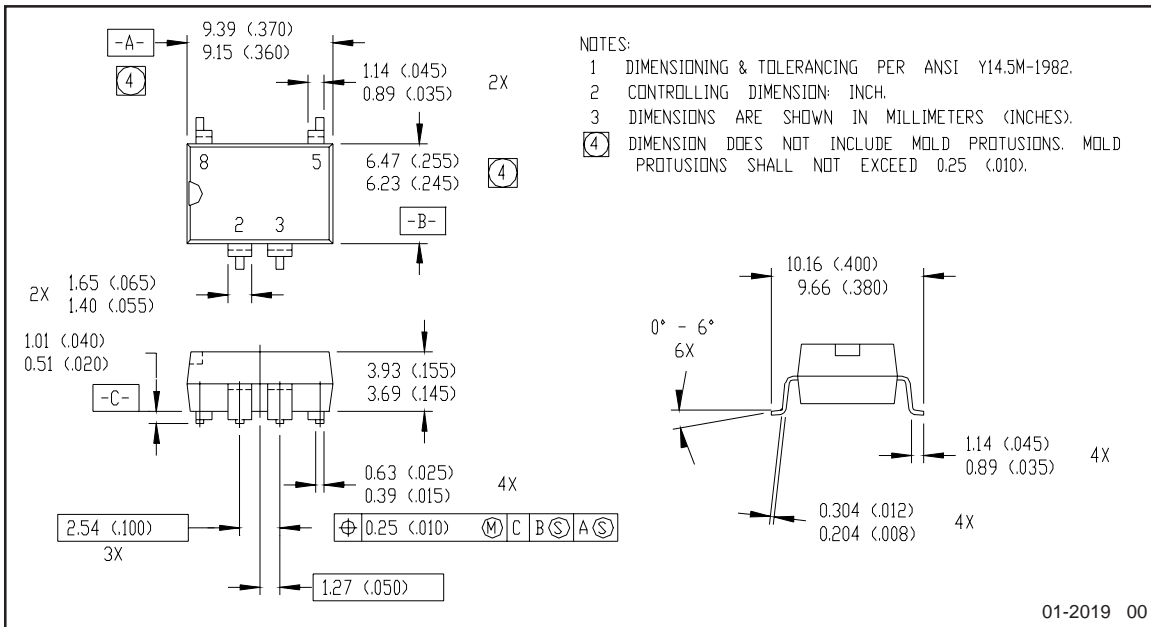 9.39 (.370)
9.15 (.360)
-A-
4
1.14 (.045)
0.89 (.035)
2X
8
5
6.47 (.255)
6.23 (.245)
4
2 3
-B-
2X
1.65 (.065)
1.40 (.055)
1.01 (.040)
0.51 (.020)
-C-
3.93 (.155)
3.69 (.145)
0.63 (.025)
0.39 (.015)
4X
2.54 (.100)
3X
⌖ 0.25 (.010) Ⓜ C B Ⓢ A Ⓢ
1.27 (.050)
NOTES:
1 DIMENSIONING & TOLERANCING PER ANSI Y14.5M-1982.
2 CONTROLLING DIMENSION: INCH.
3 DIMENSIONS ARE SHOWN IN MILLIMETERS (INCHES).
4 DIMENSION DOES NOT INCLUDE MOLD PROTUSIONS. MOLD
PROTUSIONS SHALL NOT EXCEED 0.25 (.010).
10.16 (.400)
9.66 (.380)
0° - 6°
6X
1.14 (.045)
0.89 (.035)
4X
0.304 (.012)
0.204 (.008)
4X
01-2019 00